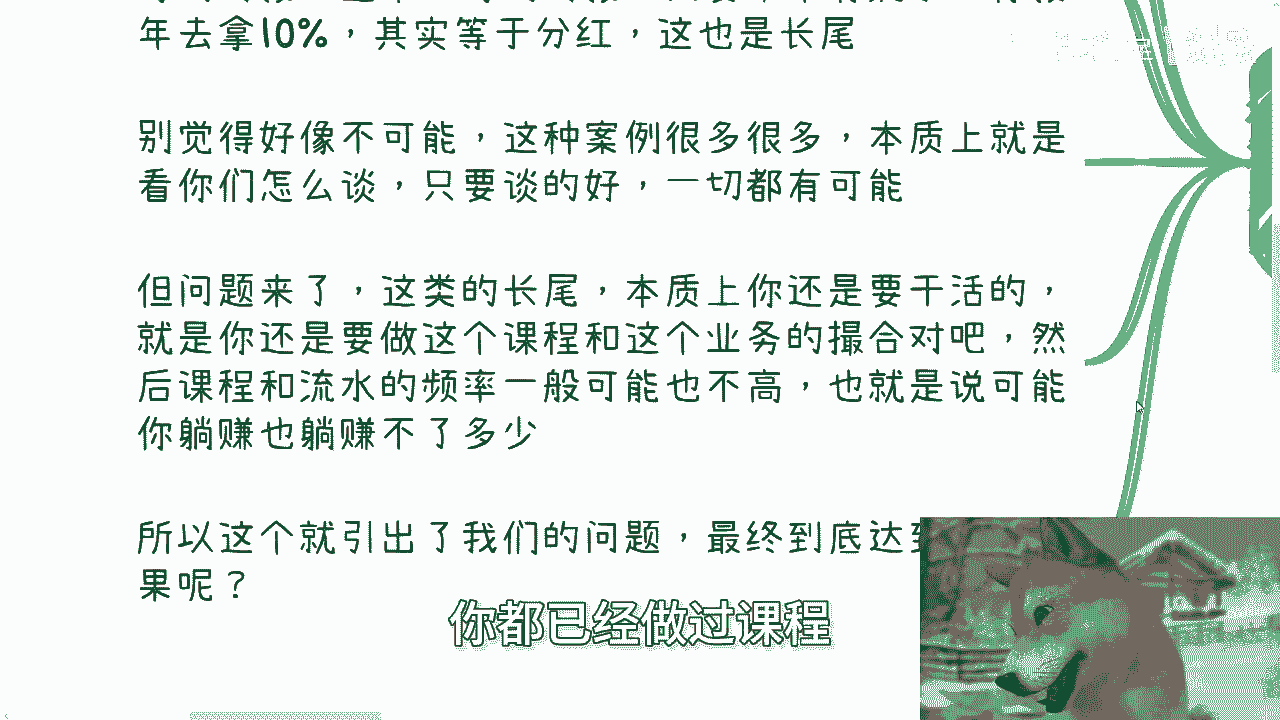 年去拿10%，其实等于分红，这也是长尾
别觉得好像不可能，这种案例很多很多，本质上就是
看你们怎么谈，只要谈的好，一切都有可能
但问题来了，这类的长尾，本质上你还是要干活的，
就是你还是要做这个课程和这个业务的撮合对吧，然
后课程和流水的频率一般可能也不高，也就是说可能
你躺赚也躺赚不了多少
所以这个就引出了我们的问题，最终到底达
果呢？
你都已经做过课程